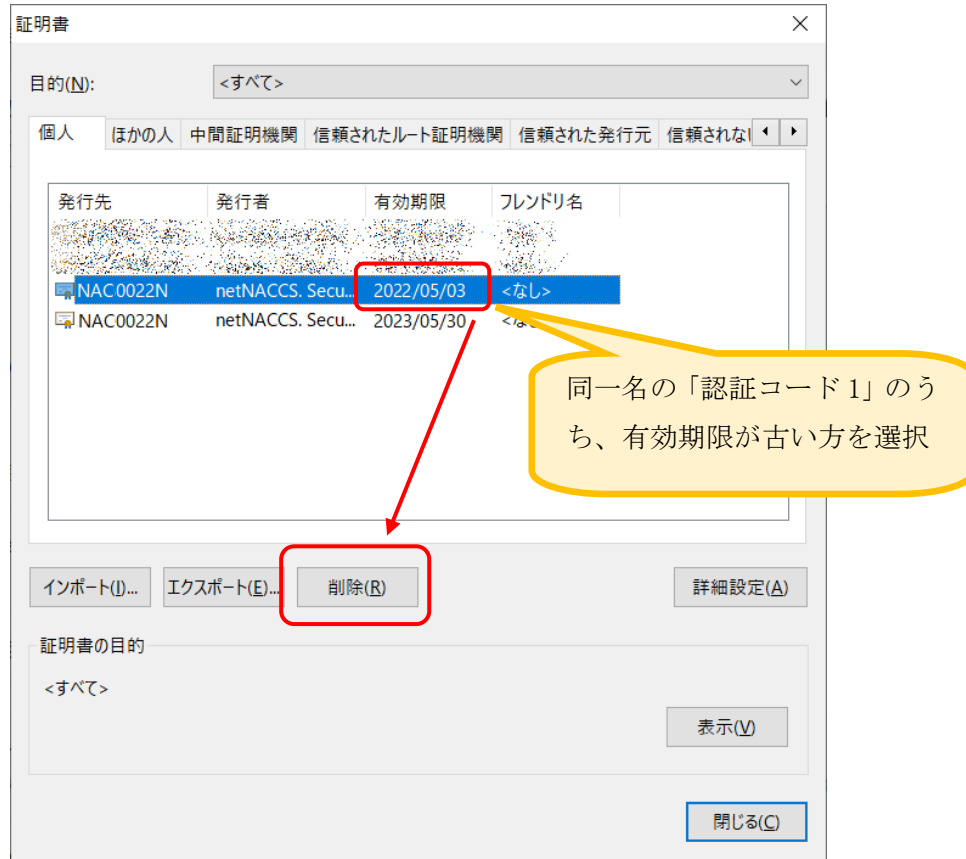 証明書
目的(N): <すべて>
個人 ほかの人 中間証明機関 信頼されたルート証明機関 信頼された発行元 信頼されない
発行先 発行者 有効期限 フレンドリ名
NAC0022N netNACCS. Secu... 2022/05/03 <なし>
NAC0022N netNACCS. Secu... 2023/05/30
同一名の「認証コード1」のう
ち、有効期限が古い方を選択
インポート(I)... エクスポート(E)... 削除(R) 詳細設定(A)
証明書の目的
<すべて>
表示(V)
閉じる(C)